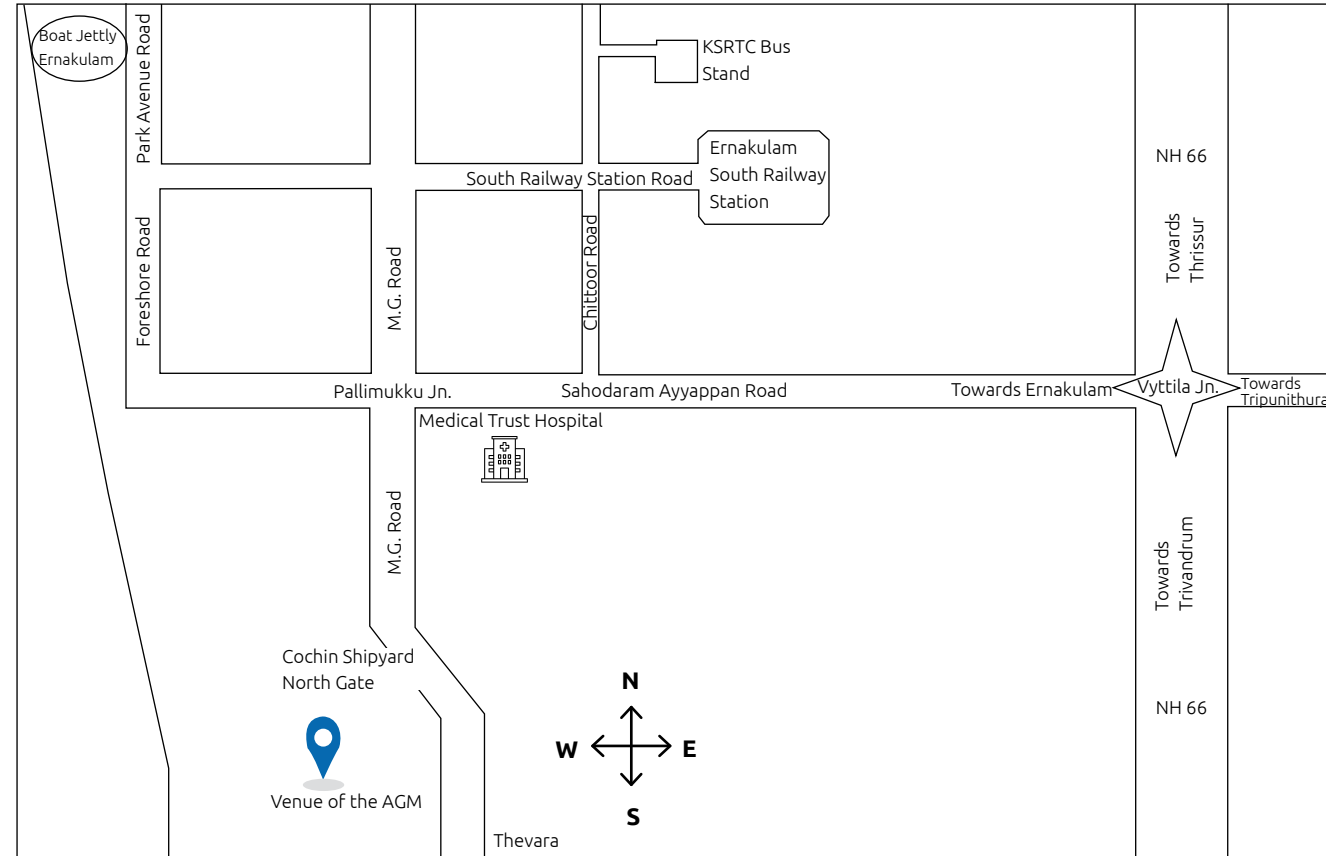 Boat Jettly
Ernakulam
Park Avenue Road
KSRTC Bus
Stand
Ernakulam
South Railway
Station
South Railway Station Road
NH 66
Towards
Thrissur
Foreshore Road
M.G. Road
Chittoor Road
Pallimukku Jn.
Sahodaram Ayyappan Road
Towards Ernakulam
Vyttila Jn.
Towards
Tripunithura
Medical Trust Hospital
M.G. Road
Towards
Trivandrum
Cochin Shipyard
North Gate
N
W
E
S
NH 66
Venue of the AGM
Thevara